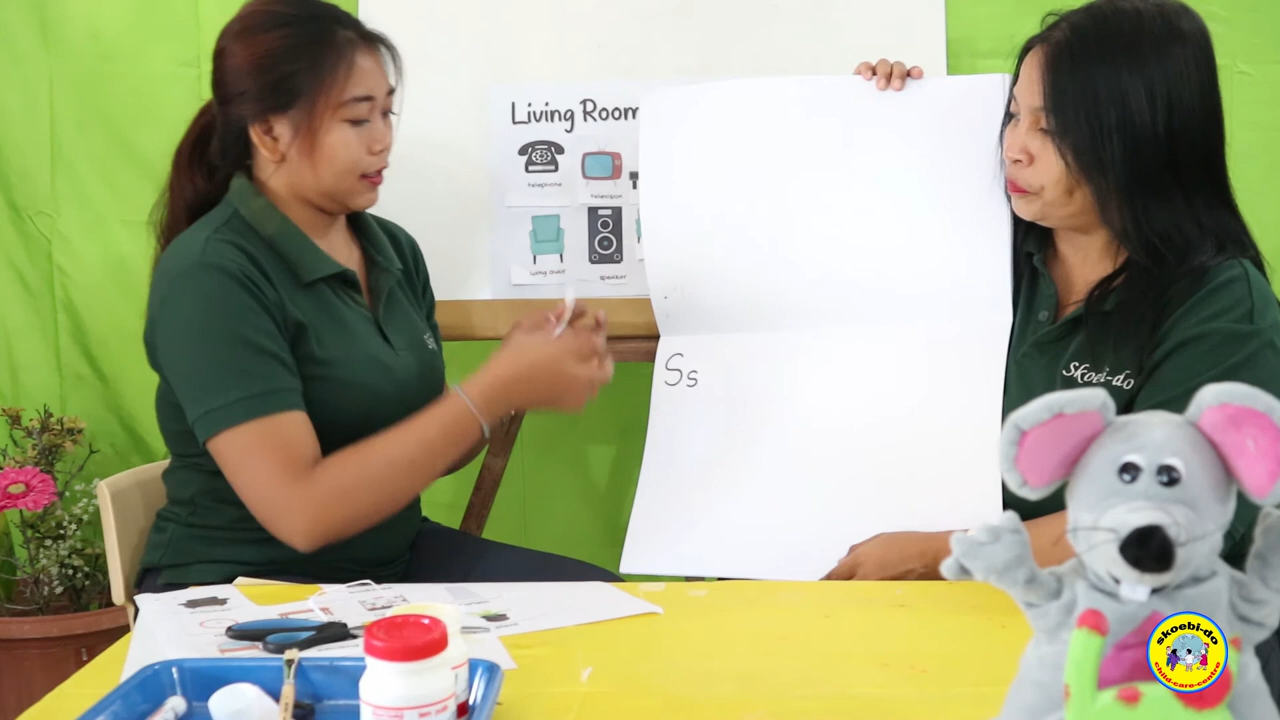 Living Room
telephone
television
living chair
speaker
Ss
Skoebi-do
skoebi-do
child-care-centre